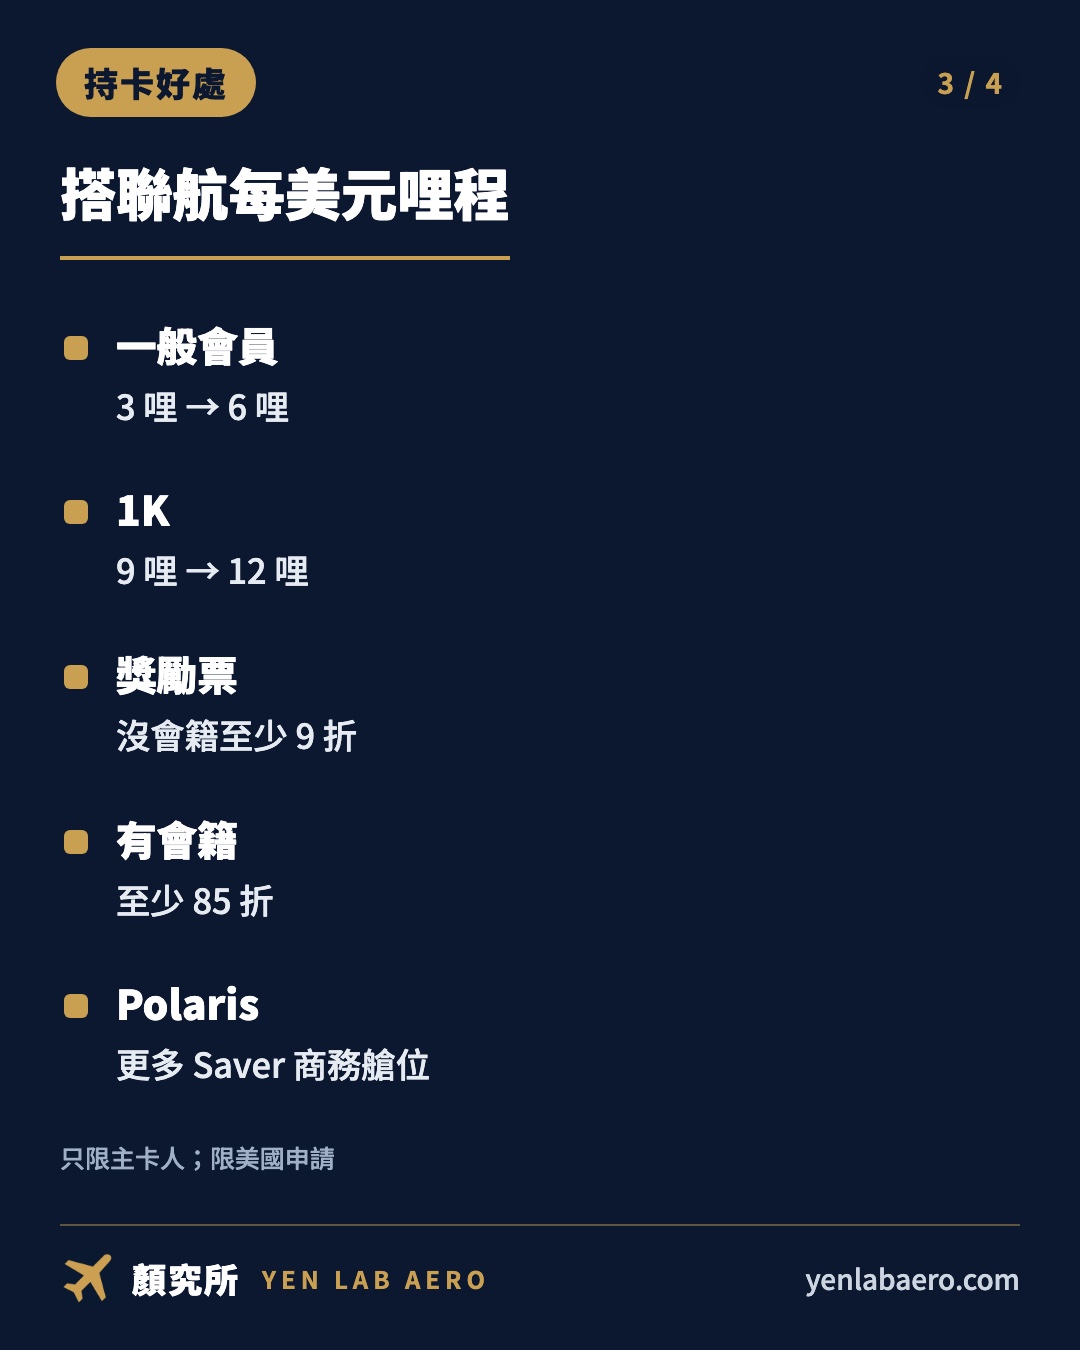 持卡好處
3 / 4
搭聯航每美元哩程
一般會員
3 哩 → 6 哩
1K
9 哩 → 12 哩
獎勵票
沒會籍至少 9 折
有會籍
至少 85 折
Polaris
更多 Saver 商務艙位
只限主卡人；限美國申請
顏究所 YEN LAB AERO
yenlabaero.com